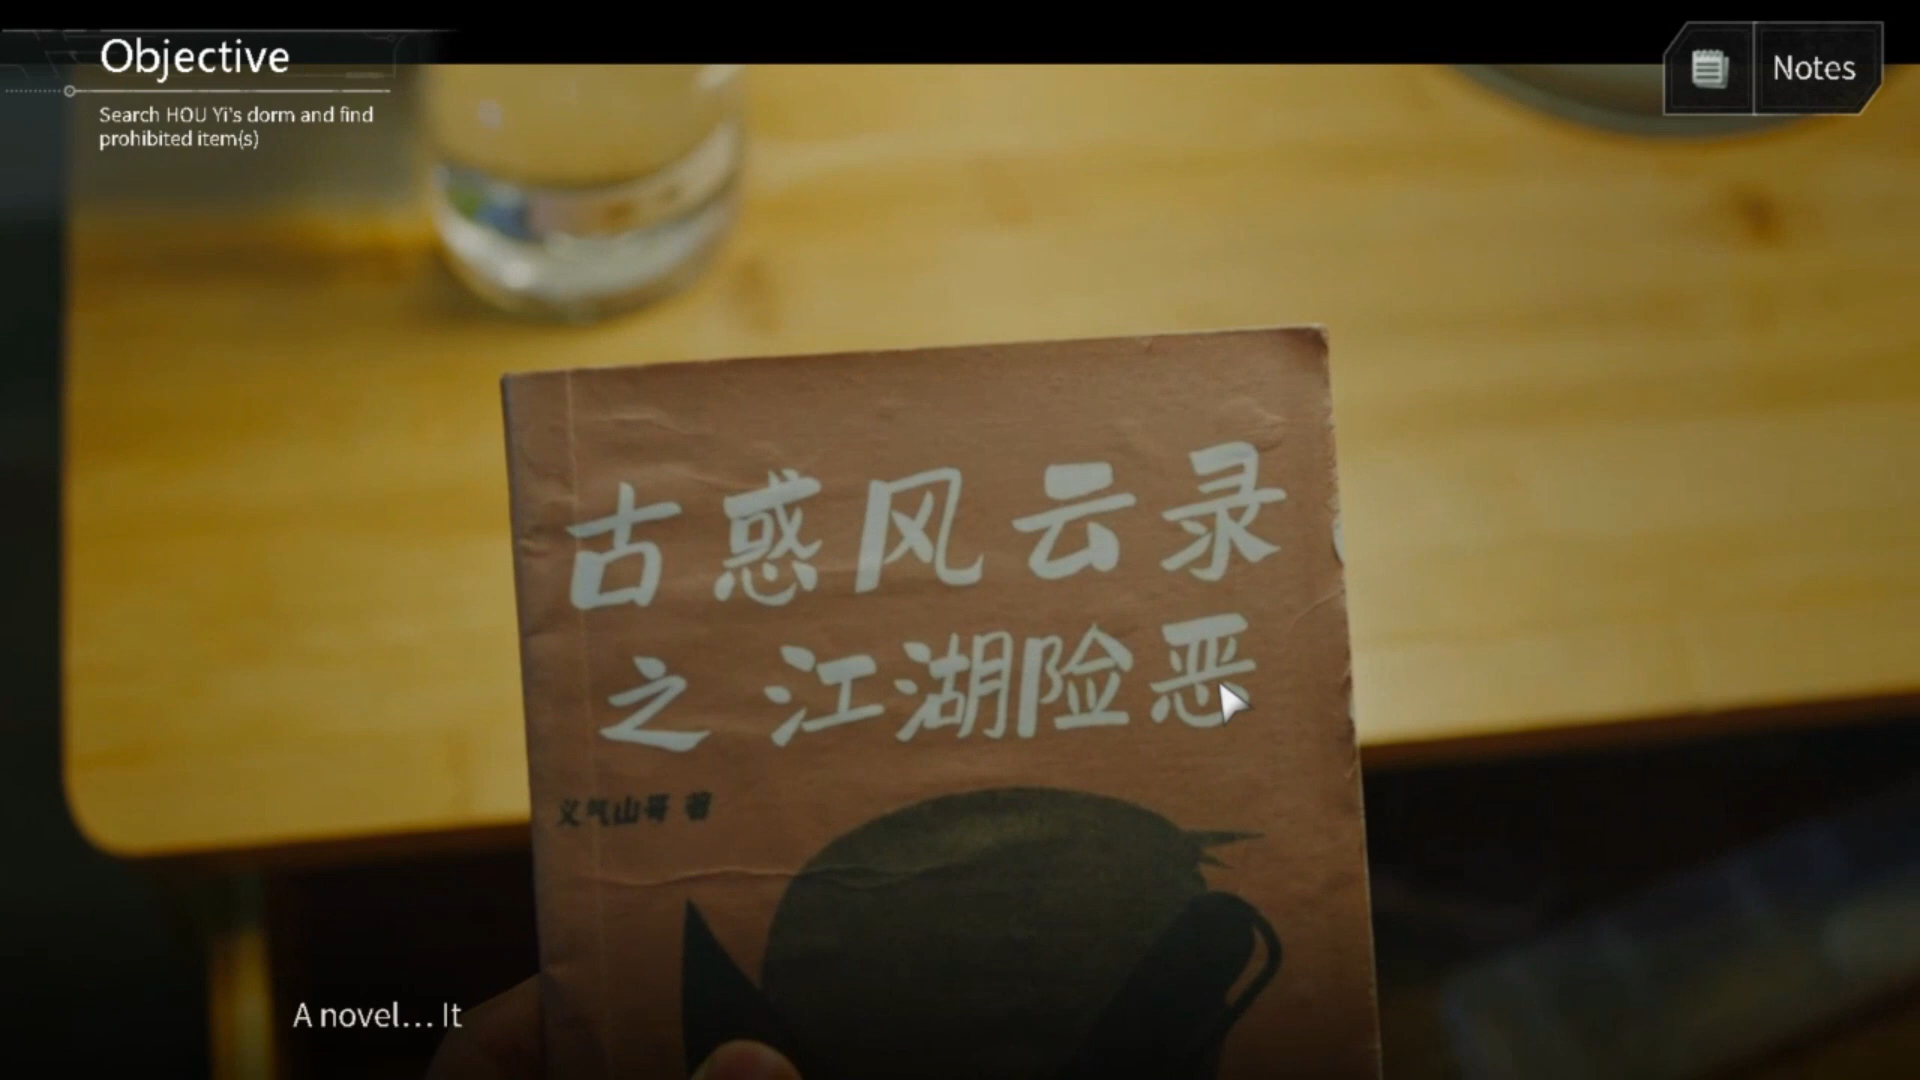 Objective
Notes
Search HOU Yi's dorm and find
prohibited item(s)
古惑风云录
之江湖险恶
义气山哥 著
A novel... It